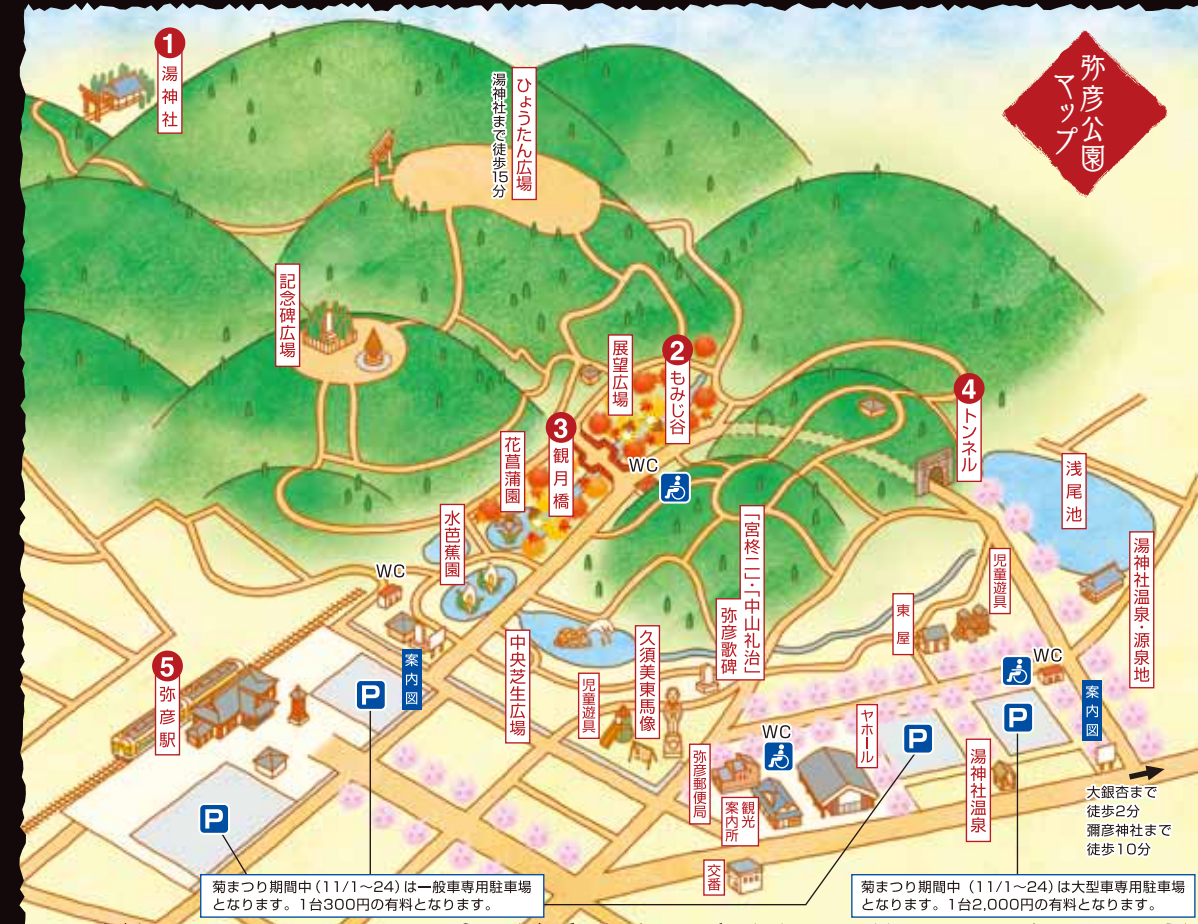 弥彦公園
マップ
1
湯神社
ひょうたん広場
湯神社まで徒歩15分
記念碑広場
展望広場
2
もみじ谷
3
観月橋
花菖蒲園
水芭蕉園
WC
4
トンネル
浅尾池
湯神社温泉・源泉地
「宮柊二」・「中山礼治」
弥彦歌碑
児童遊具
東屋
WC
案内図
WC
5
弥彦駅
P
案内図
中央芝生広場
児童遊具
久須美東馬像
弥彦郵便局
WC
観光
案内所
ヤホール
P
P
湯神社温泉
交番
P
大銀杏まで
徒歩2分
彌彦神社まで
徒歩10分
菊まつり期間中(11/1〜24)は一般車専用駐車場
となります。1台300円の有料となります。
菊まつり期間中(11/1〜24)は大型車専用駐車場
となります。1台2,000円の有料となります。